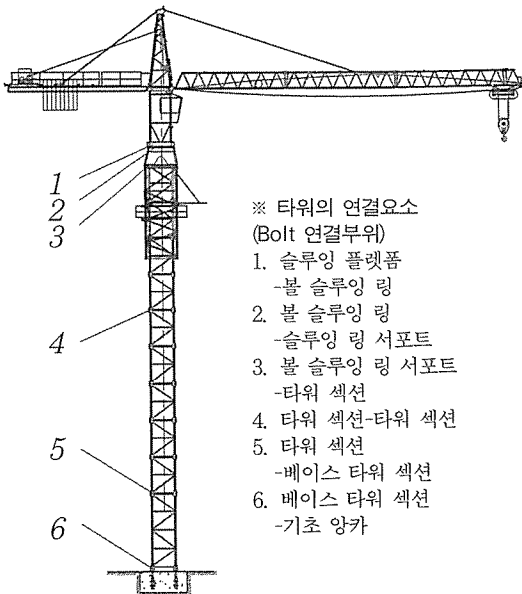 1
2
3
4
5
6
※ 타워의 연결요소
(Bolt 연결부위)
1. 슬루잉 플렛폼
-볼 슬루잉 링
2. 볼 슬루잉 링
-슬루잉 링 서포트
3. 볼 슬루잉 링 서포트
-타워 섹션
4. 타워 섹션-타워 섹션
5. 타워 섹션
-베이스 타워 섹션
6. 베이스 타워 섹션
-기초 앙카